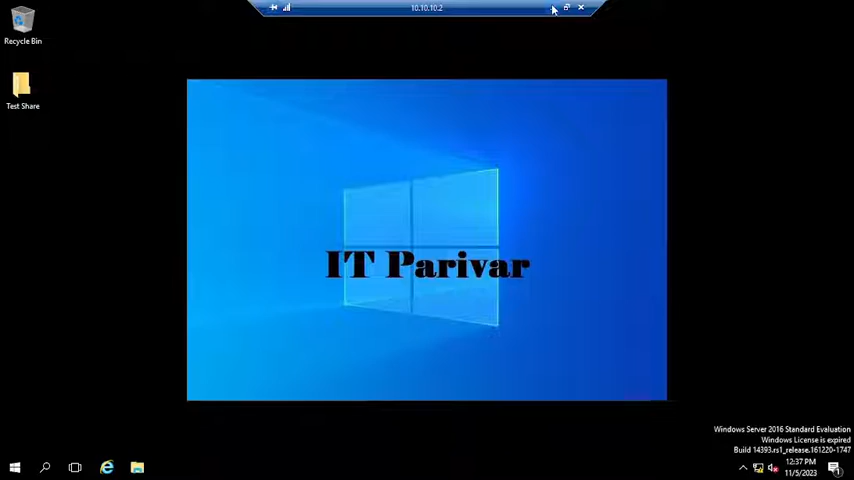 10.10.10.2
Recycle Bin
Test Share
IT Parivar
Windows Server 2016 Standard Evaluation
Windows License is expired
Build 14393.rs1_release.161220-1747
12:37 PM
11/5/2023
1